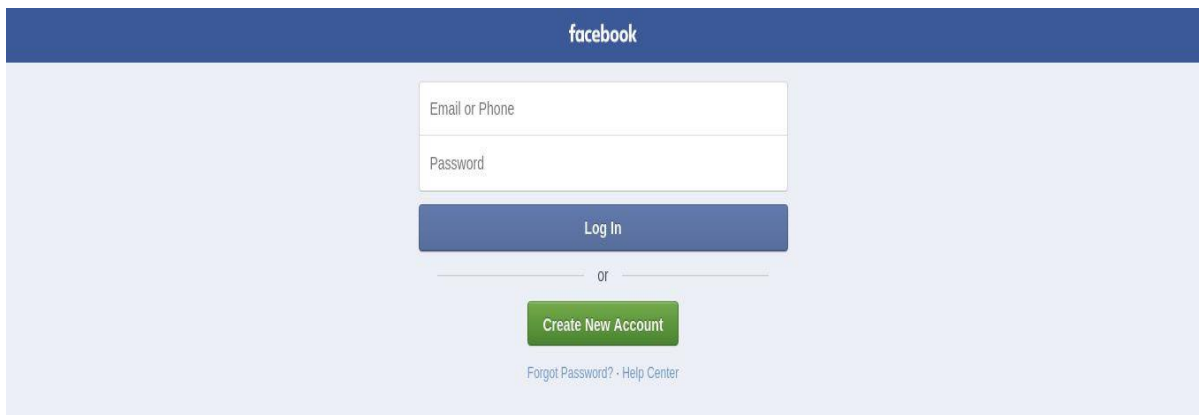 facebook
Email or Phone
Password
Log In
or
Create New Account
Forgot Password? · Help Center